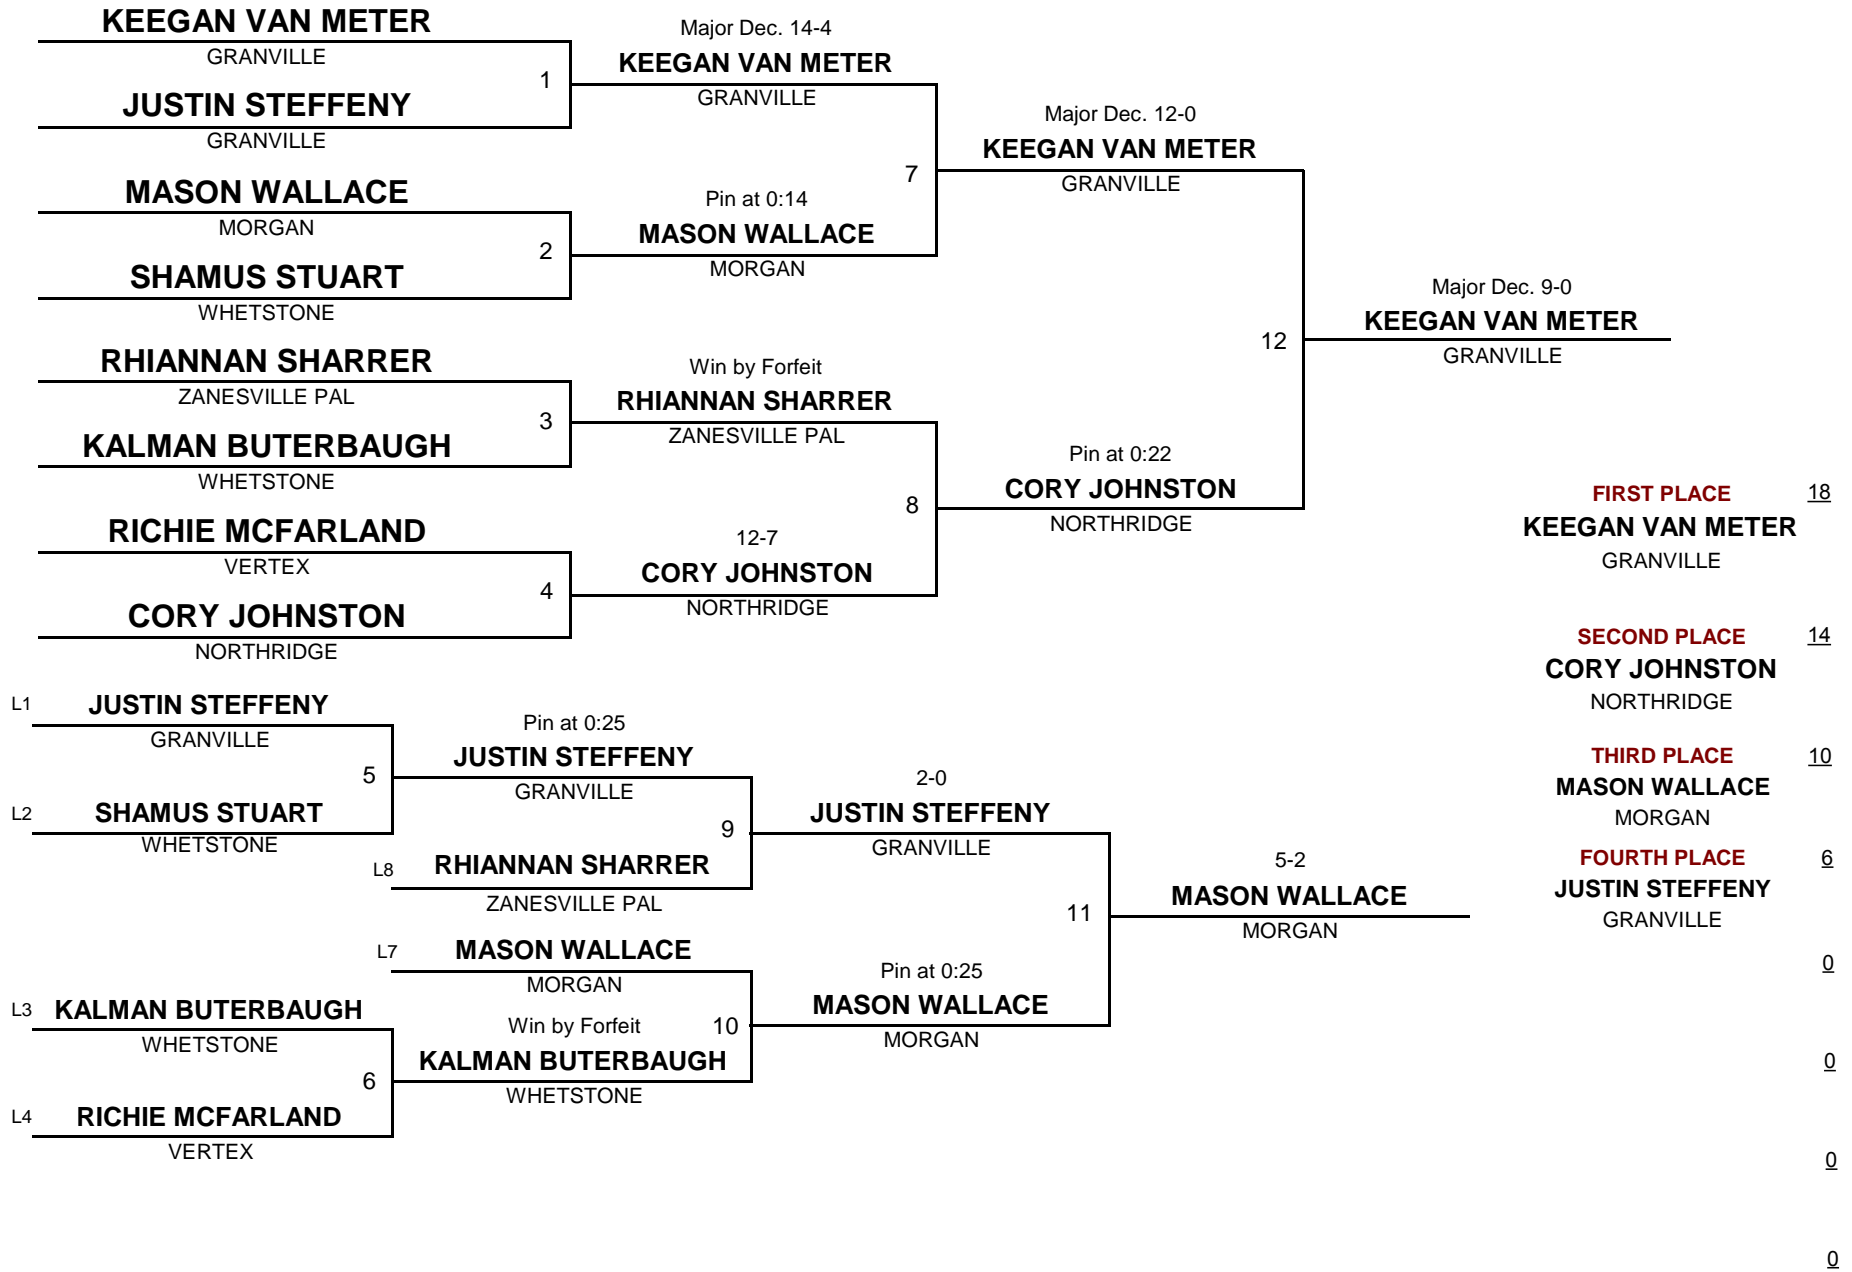 KEEGAN VAN METER
GRANVILLE
1
JUSTIN STEFFENY
GRANVILLE
MASON WALLACE
MORGAN
2
SHAMUS STUART
WHETSTONE
RHIANNAN SHARRER
ZANESVILLE PAL
3
KALMAN BUTERBAUGH
WHETSTONE
RICHIE MCFARLAND
VERTEX
4
CORY JOHNSTON
NORTHRIDGE
Major Dec. 14-4
KEEGAN VAN METER
GRANVILLE
7
Pin at 0:14
MASON WALLACE
MORGAN
Win by Forfeit
RHIANNAN SHARRER
ZANESVILLE PAL
8
12-7
CORY JOHNSTON
NORTHRIDGE
Major Dec. 12-0
KEEGAN VAN METER
GRANVILLE
12
Pin at 0:22
CORY JOHNSTON
NORTHRIDGE
Major Dec. 9-0
KEEGAN VAN METER
GRANVILLE
L1 JUSTIN STEFFENY
GRANVILLE
5
L2 SHAMUS STUART
WHETSTONE
L3 KALMAN BUTERBAUGH
WHETSTONE
6
L4 RICHIE MCFARLAND
VERTEX
Pin at 0:25
JUSTIN STEFFENY
GRANVILLE
9
L8 RHIANNAN SHARRER
ZANESVILLE PAL
L7 MASON WALLACE
MORGAN
Win by Forfeit 10
KALMAN BUTERBAUGH
WHETSTONE
2-0
JUSTIN STEFFENY
GRANVILLE
11
Pin at 0:25
MASON WALLACE
MORGAN
5-2
MASON WALLACE
MORGAN
FIRST PLACE 18
KEEGAN VAN METER
GRANVILLE
SECOND PLACE 14
CORY JOHNSTON
NORTHRIDGE
THIRD PLACE 10
MASON WALLACE
MORGAN
FOURTH PLACE 6
JUSTIN STEFFENY
GRANVILLE
0
0
0
0